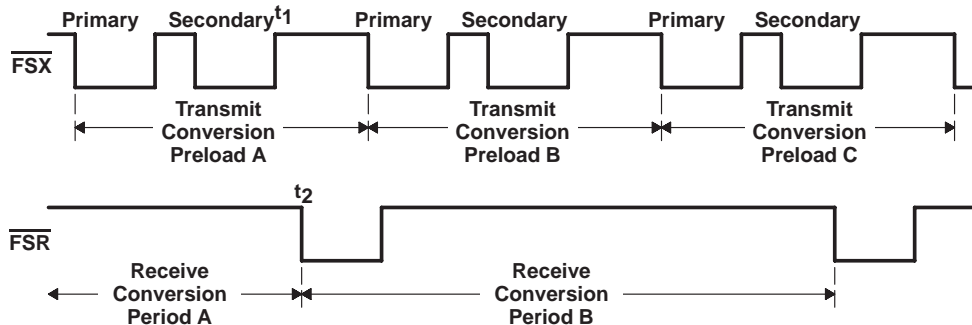 Primary Secondary t1 Primary Secondary Primary Secondary
FSX
Transmit
Conversion
Preload A
Transmit
Conversion
Preload B
Transmit
Conversion
Preload C
t2
FSR
Receive
Conversion
Period A
Receive
Conversion
Period B